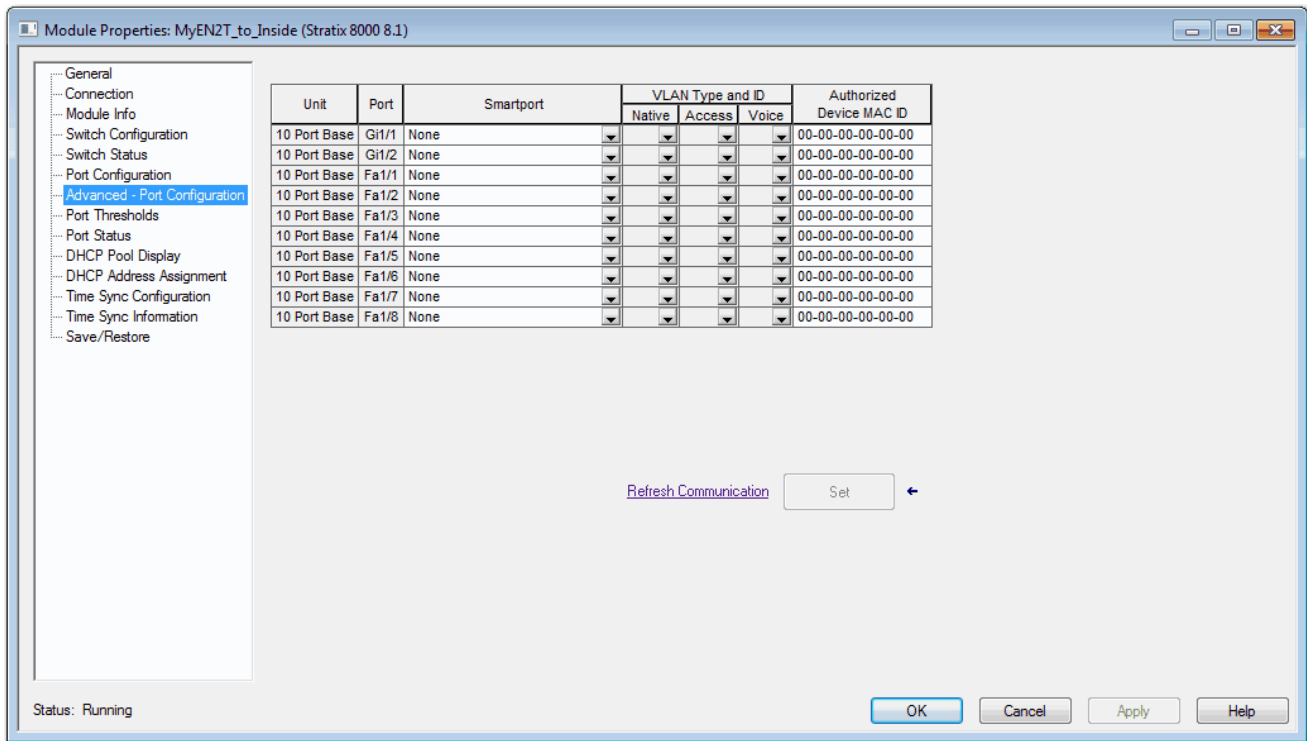 Module Properties: MyEN2T_to_Inside (Stratix 8000 8.1)
General
Connection
Module Info
Switch Configuration
Switch Status
Port Configuration
Advanced - Port Configuration
Port Thresholds
Port Status
DHCP Pool Display
DHCP Address Assignment
Time Sync Configuration
Time Sync Information
Save/Restore
Unit Port Smartport VLAN Type and ID Authorized Device MAC ID
Native Access Voice
10 Port Base Gi1/1 None 00-00-00-00-00-00
10 Port Base Gi1/2 None 00-00-00-00-00-00
10 Port Base Fa1/1 None 00-00-00-00-00-00
10 Port Base Fa1/2 None 00-00-00-00-00-00
10 Port Base Fa1/3 None 00-00-00-00-00-00
10 Port Base Fa1/4 None 00-00-00-00-00-00
10 Port Base Fa1/5 None 00-00-00-00-00-00
10 Port Base Fa1/6 None 00-00-00-00-00-00
10 Port Base Fa1/7 None 00-00-00-00-00-00
10 Port Base Fa1/8 None 00-00-00-00-00-00
Refresh Communication Set
Status: Running OK Cancel Apply Help